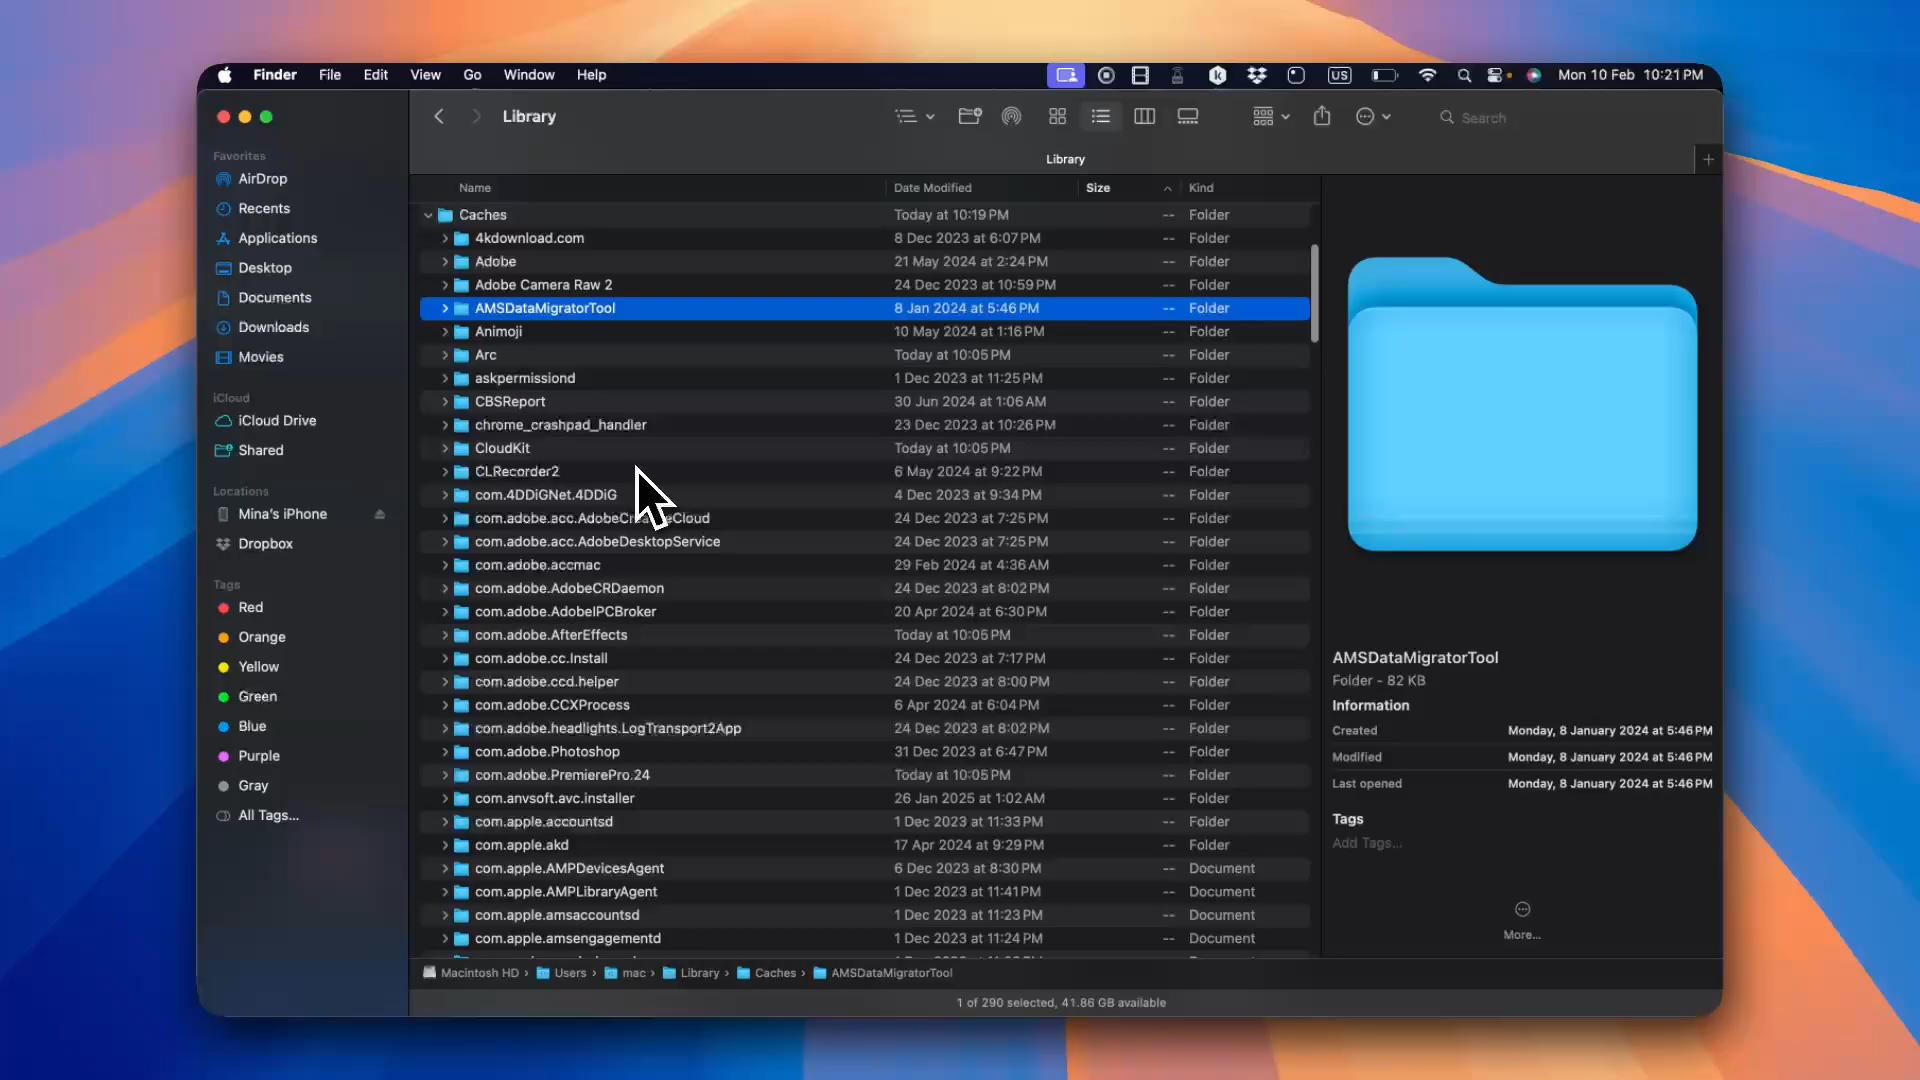 Finder File Edit View Go Window Help
US Mon 10 Feb 10:21 PM
Library
Search
Library
Favorites
AirDrop
Recents
Applications
Desktop
Documents
Downloads
Movies
iCloud
iCloud Drive
Shared
Locations
Mina's iPhone
Dropbox
Tags
Red
Orange
Yellow
Green
Blue
Purple
Gray
All Tags...
Name Date Modified Size Kind
Caches Today at 10:19 PM -- Folder
4kdownload.com 8 Dec 2023 at 6:07 PM -- Folder
Adobe 21 May 2024 at 2:24 PM -- Folder
Adobe Camera Raw 2 24 Dec 2023 at 10:59 PM -- Folder
AMSDataMigratorTool 8 Jan 2024 at 5:46 PM -- Folder
Animoji 10 May 2024 at 1:16 PM -- Folder
Arc Today at 10:05 PM -- Folder
askpermissiond 1 Dec 2023 at 11:25 PM -- Folder
CBSReport 30 Jun 2024 at 1:06 AM -- Folder
chrome_crashpad_handler 23 Dec 2023 at 10:26 PM -- Folder
CloudKit Today at 10:05 PM -- Folder
CLRecorder2 6 May 2024 at 9:22 PM -- Folder
com.4DDiGNet.4DDiG 4 Dec 2023 at 9:34 PM -- Folder
com.adobe.acc.AdobeCreativeCloud 24 Dec 2023 at 7:25 PM -- Folder
com.adobe.acc.AdobeDesktopService 24 Dec 2023 at 7:25 PM -- Folder
com.adobe.accmac 29 Feb 2024 at 4:36 AM -- Folder
com.adobe.AdobeCRDaemon 24 Dec 2023 at 8:02 PM -- Folder
com.adobe.AdobeIPCBroker 20 Apr 2024 at 6:30 PM -- Folder
com.adobe.AfterEffects Today at 10:05 PM -- Folder
com.adobe.cc.Install 24 Dec 2023 at 7:17 PM -- Folder
com.adobe.ccd.helper 24 Dec 2023 at 8:00 PM -- Folder
com.adobe.CCXProcess 6 Apr 2024 at 6:04 PM -- Folder
com.adobe.headlights.LogTransport2App 24 Dec 2023 at 8:02 PM -- Folder
com.adobe.Photoshop 31 Dec 2023 at 6:47 PM -- Folder
com.adobe.PremierePro.24 Today at 10:05 PM -- Folder
com.anvsoft.avc.installer 26 Jan 2025 at 1:02 AM -- Folder
com.apple.accountsd 1 Dec 2023 at 11:33 PM -- Folder
com.apple.akd 17 Apr 2024 at 9:29 PM -- Folder
com.apple.AMPDevicesAgent 6 Dec 2023 at 8:30 PM -- Document
com.apple.AMPLibraryAgent 1 Dec 2023 at 11:41 PM -- Document
com.apple.amsaccountsd 1 Dec 2023 at 11:23 PM -- Document
com.apple.amsengagementd 1 Dec 2023 at 11:24 PM -- Document
AMSDataMigratorTool
Folder - 82 KB
Information
Created Monday, 8 January 2024 at 5:46 PM
Modified Monday, 8 January 2024 at 5:46 PM
Last opened Monday, 8 January 2024 at 5:46 PM
Tags
Add Tags...
More...
Macintosh HD › Users › mac › Library › Caches › AMSDataMigratorTool
1 of 290 selected, 41.86 GB available